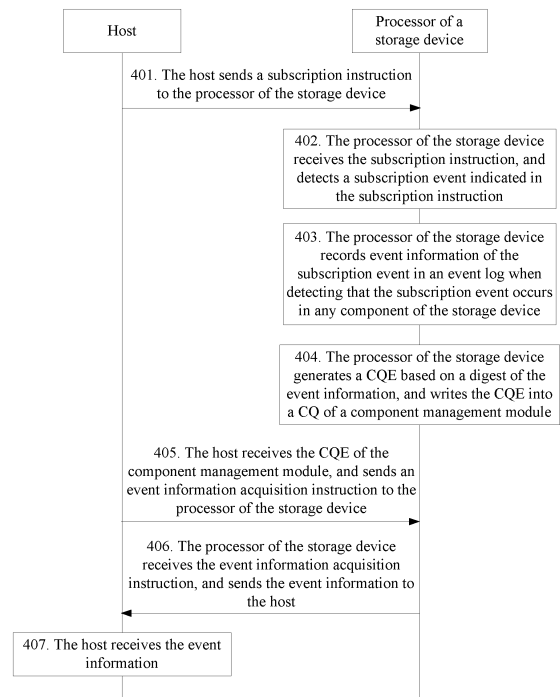 Host
Processor of a
storage device
401. The host sends a subscription instruction
to the processor of the storage device
402. The processor of the storage device
receives the subscription instruction, and
detects a subscription event indicated in
the subscription instruction
403. The processor of the storage device
records event information of the
subscription event in an event log when
detecting that the subscription event occurs
in any component of the storage device
404. The processor of the storage device
generates a CQE based on a digest of the
event information, and writes the CQE into
a CQ of a component management module
405. The host receives the CQE of the
component management module, and sends an
event information acquisition instruction to the
processor of the storage device
406. The processor of the storage device
receives the event information acquisition
instruction, and sends the event information to
the host
407. The host receives the event
information